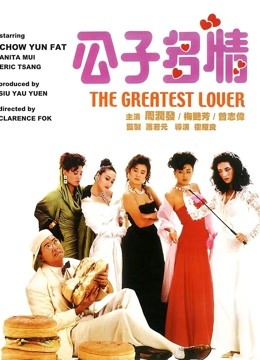 starring
CHOW YUN FAT
ANITA MUI
ERIC TSANG
produced by
SIU YAU YUEN
directed by
CLARENCE FOK
公子多情
THE GREATEST LOVER
主演 周潤發/梅艷芳/曾志偉
監製 蕭若元 導演 霍耀良